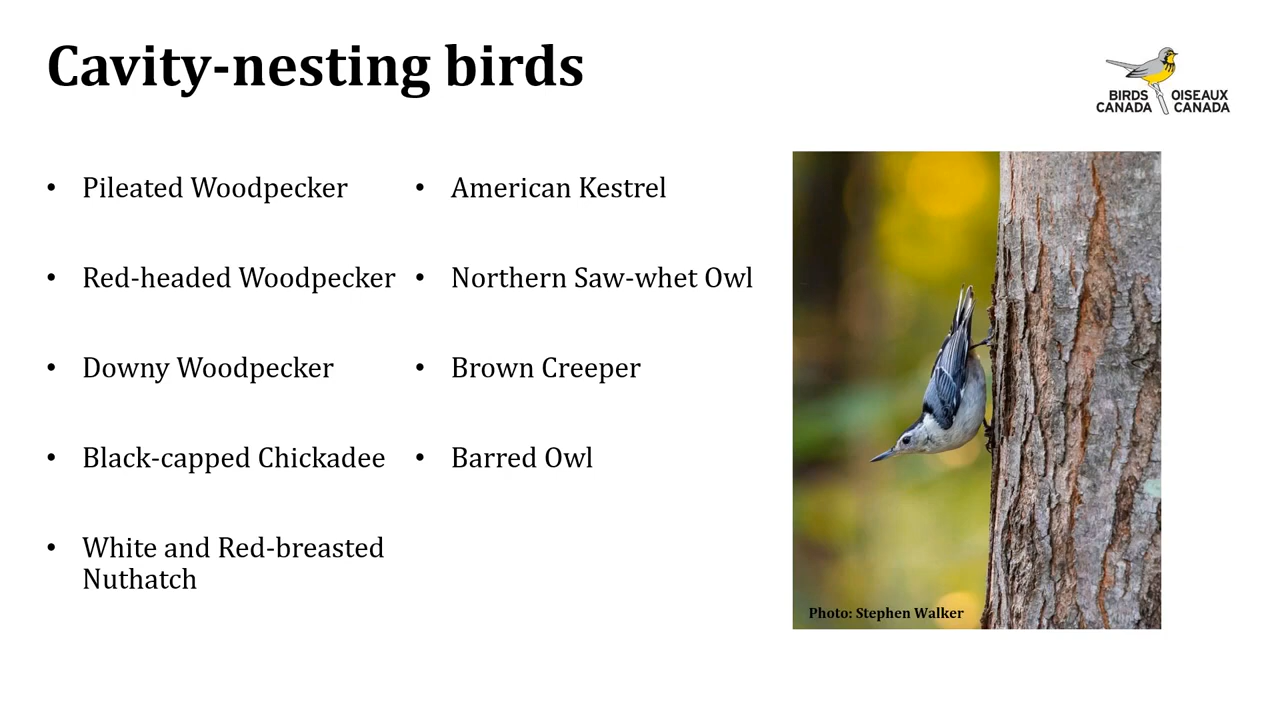 Cavity-nesting birds
BIRDS CANADA
OISEAUX CANADA
• Pileated Woodpecker
• Red-headed Woodpecker
• Downy Woodpecker
• Black-capped Chickadee
• White and Red-breasted
Nuthatch
• American Kestrel
• Northern Saw-whet Owl
• Brown Creeper
• Barred Owl
Photo: Stephen Walker